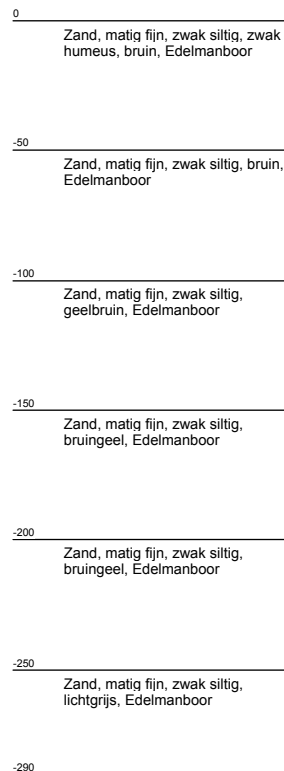 0
Zand, matig fijn, zwak siltig, zwak
humeus, bruin, Edelmanboor
-50
Zand, matig fijn, zwak siltig, bruin,
Edelmanboor
-100
Zand, matig fijn, zwak siltig,
geelbruin, Edelmanboor
-150
Zand, matig fijn, zwak siltig,
bruingeel, Edelmanboor
-200
Zand, matig fijn, zwak siltig,
bruingeel, Edelmanboor
-250
Zand, matig fijn, zwak siltig,
lichtgrijs, Edelmanboor
-290